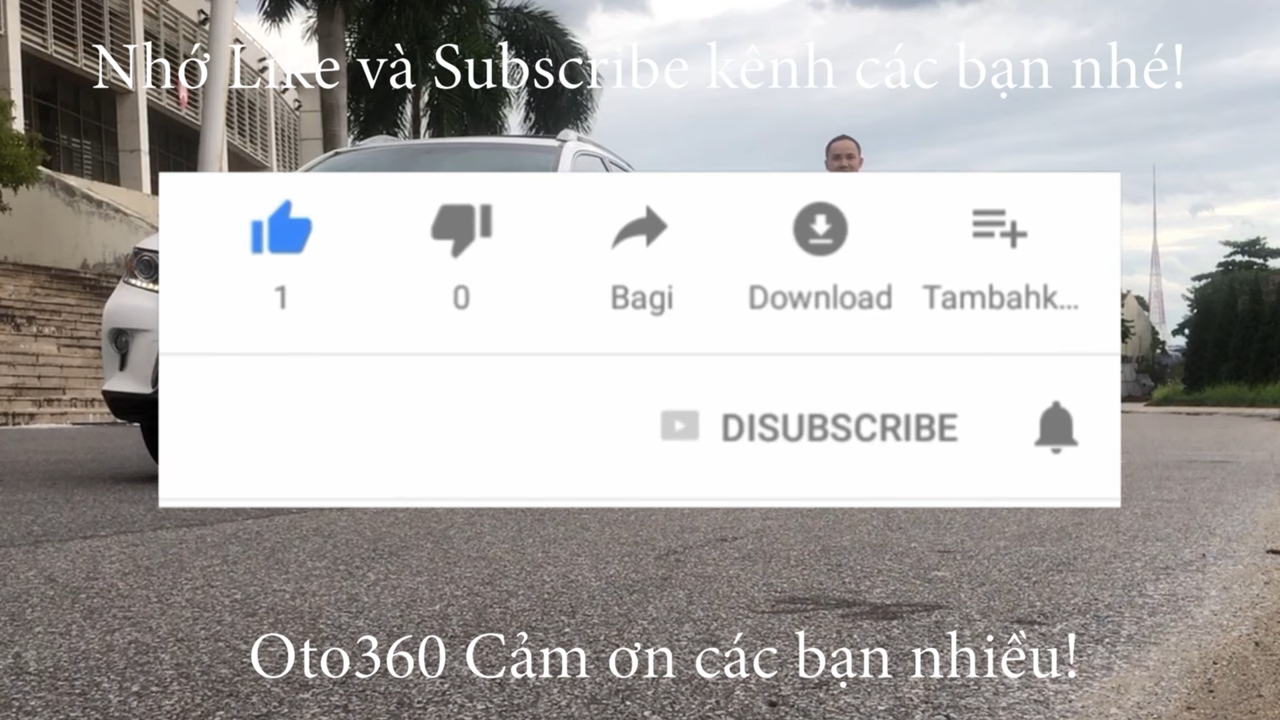 Nhớ Like và Subscribe kênh các bạn nhé!
1 0 Bagi Download Tambahk...
DISUBSCRIBE
Oto360 Cảm ơn các bạn nhiều!